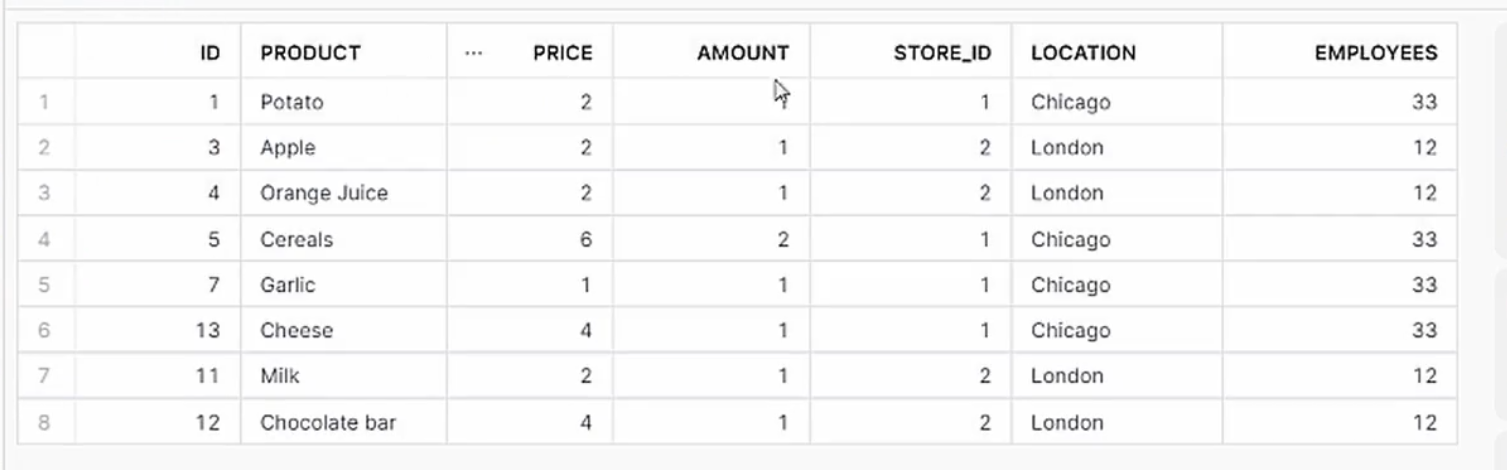 ID PRODUCT ... PRICE AMOUNT STORE_ID LOCATION EMPLOYEES
1 1 Potato 2 1 Chicago 33
2 3 Apple 2 1 2 London 12
3 4 Orange Juice 2 1 2 London 12
4 5 Cereals 6 2 1 Chicago 33
5 7 Garlic 1 1 1 Chicago 33
6 13 Cheese 4 1 1 Chicago 33
7 11 Milk 2 1 2 London 12
8 12 Chocolate bar 4 1 2 London 12